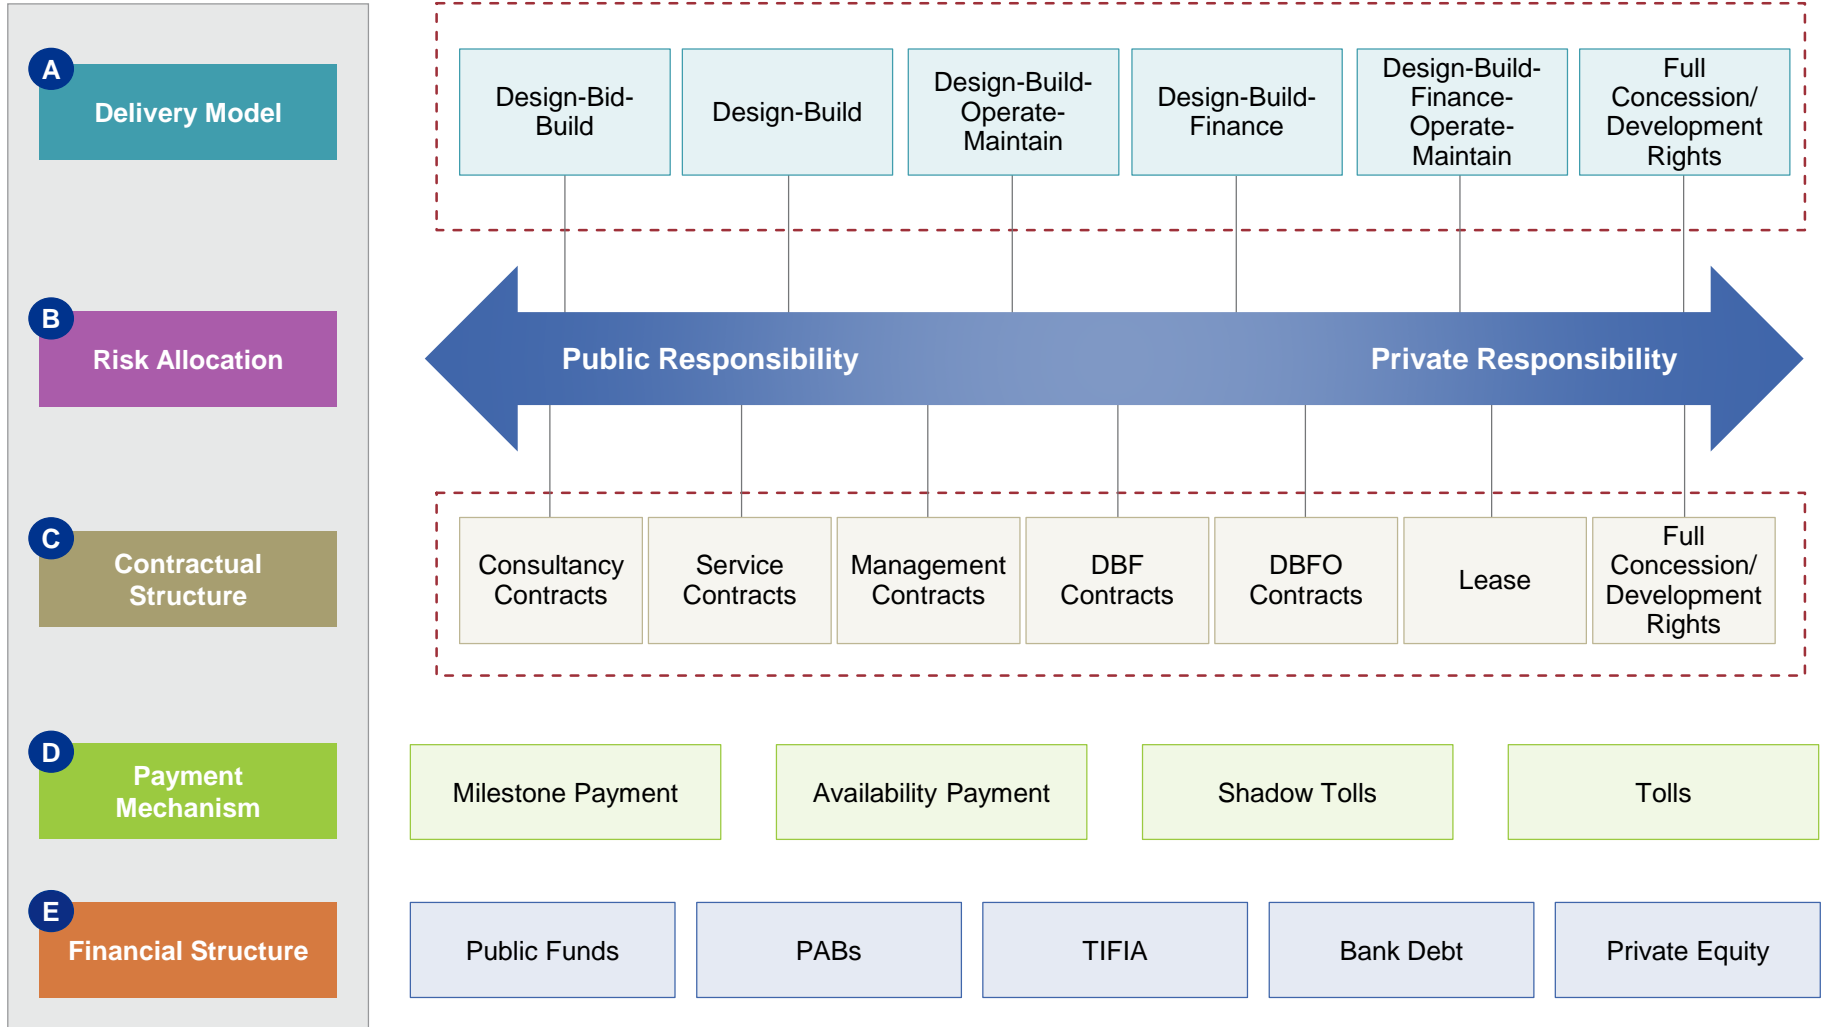 A
Delivery Model
Design-Bid-
Build
Design-Build
Design-Build-
Operate-
Maintain
Design-Build-
Finance
Design-Build-
Finance-
Operate-
Maintain
Full
Concession/
Development
Rights
B
Risk Allocation
Public Responsibility
Private Responsibility
C
Contractual
Structure
Consultancy
Contracts
Service
Contracts
Management
Contracts
DBF
Contracts
DBFO
Contracts
Lease
Full
Concession/
Development
Rights
D
Payment
Mechanism
Milestone Payment
Availability Payment
Shadow Tolls
Tolls
E
Financial Structure
Public Funds
PABs
TIFIA
Bank Debt
Private Equity